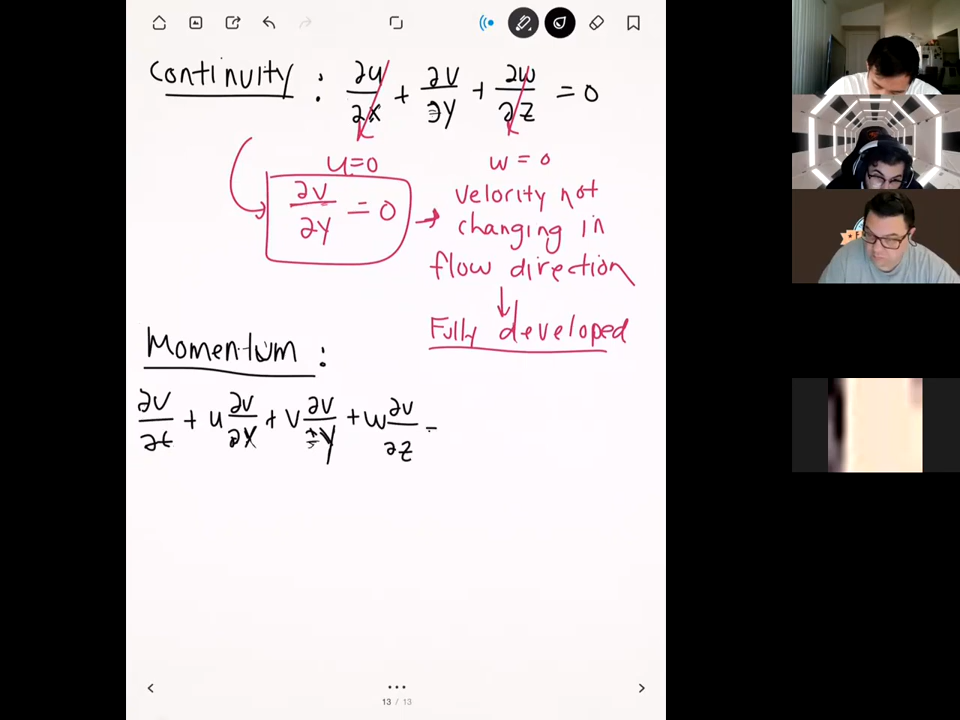 Continuity : ∂u/∂x + ∂v/∂y + ∂w/∂z = 0
u=0
w = 0
∂v/∂y = 0 →
velocity not
changing in
flow direction
↓
Fully developed
Momentum :
∂v/∂t + u ∂v/∂x + v ∂v/∂y + w ∂v/∂z =
13 / 13